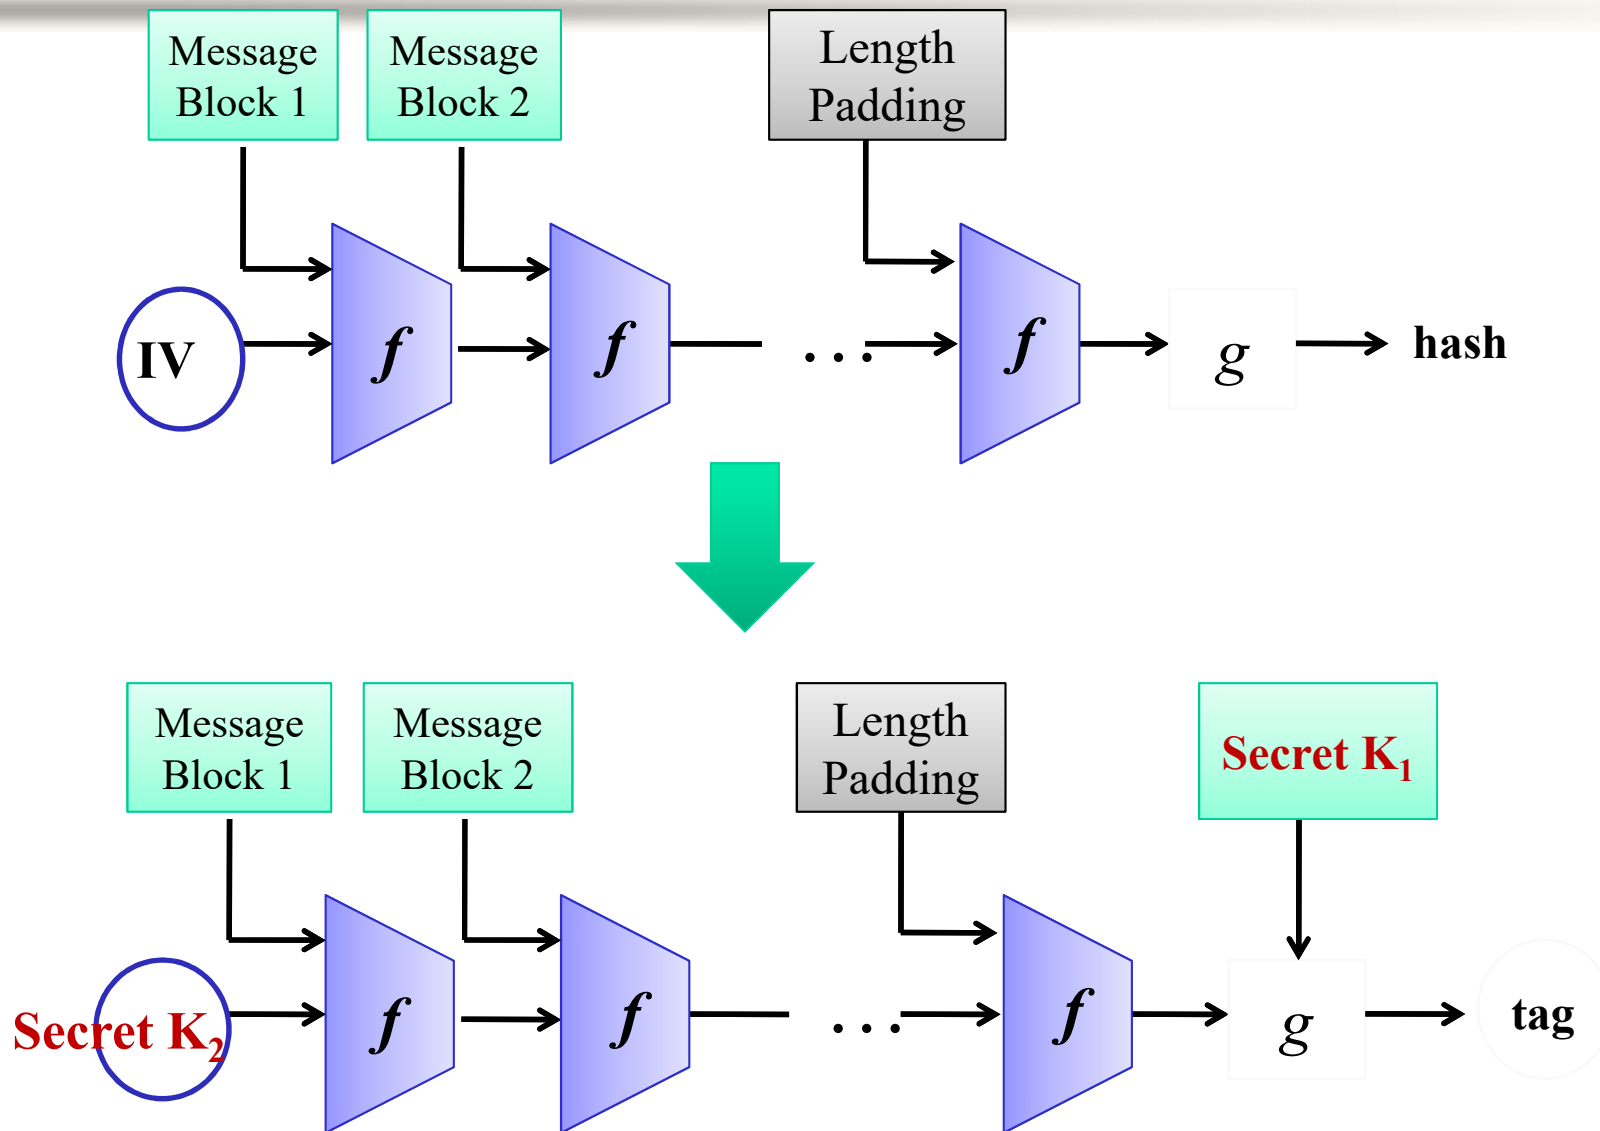 Message
Block 1
Message
Block 2
Length
Padding
IV
f
f
...
f
g
hash
Message
Block 1
Message
Block 2
Length
Padding
Secret K₁
Secret K₂
f
f
...
f
g
tag